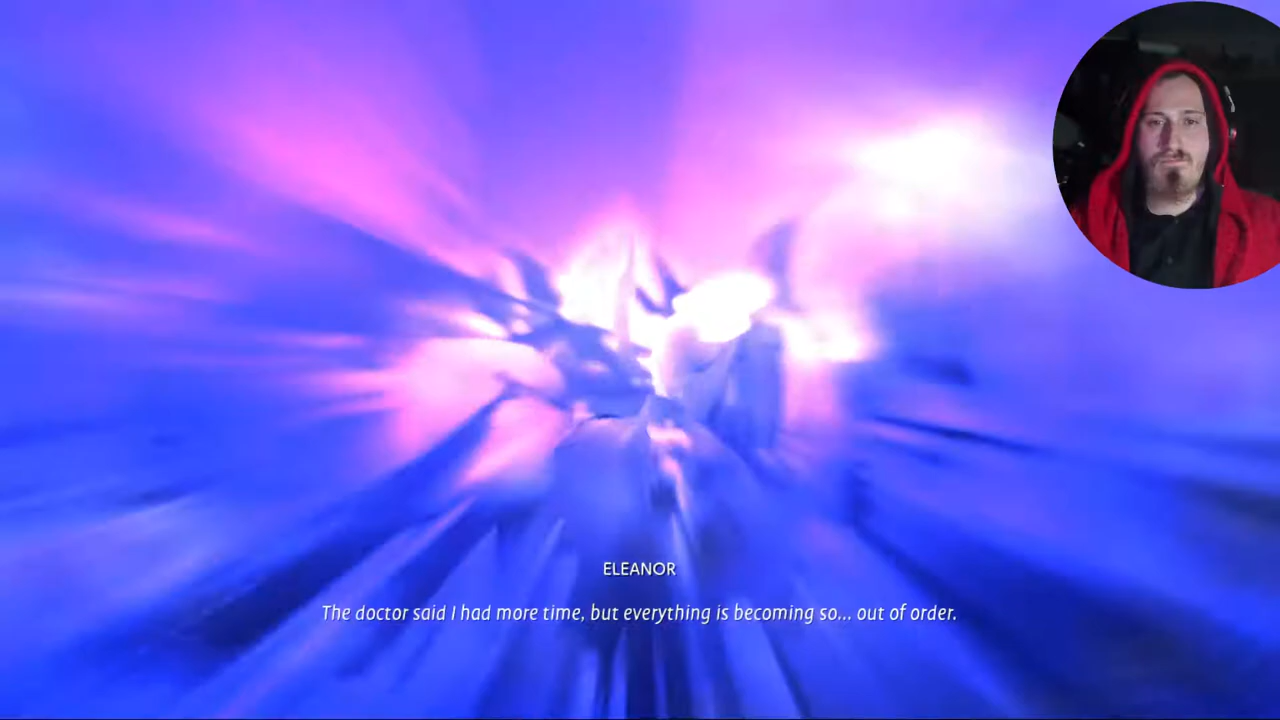 ELEANOR
The doctor said I had more time, but everything is becoming so... out of order.